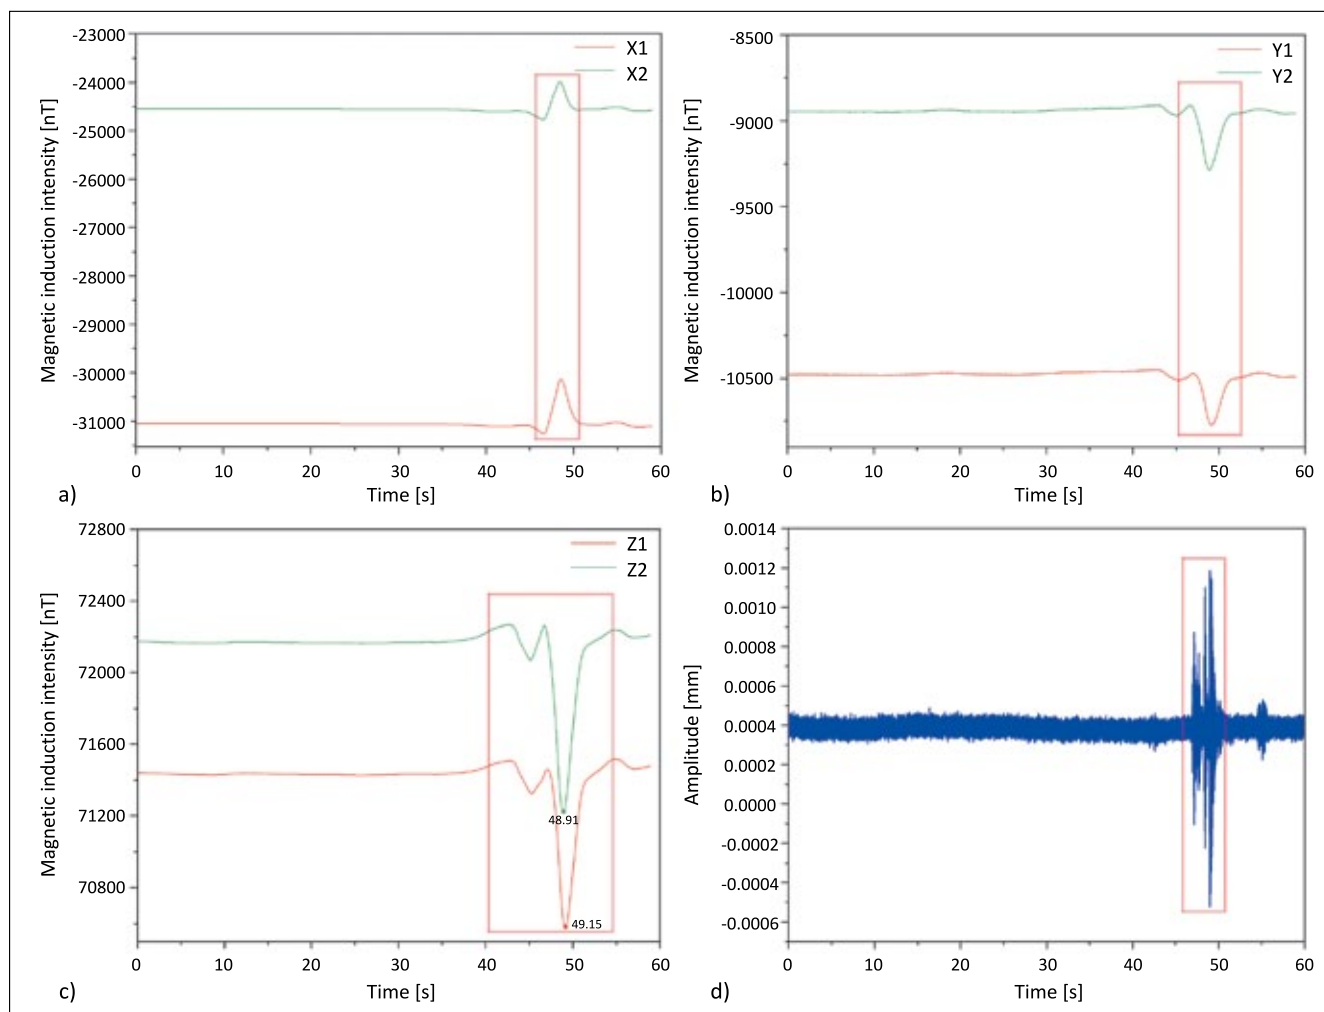 -23000
-24000
-25000
-26000
-27000
-28000
-29000
-30000
-31000
Magnetic induction intensity [nT]
X1
X2
0 10 20 30 40 50 60
Time [s]
a)
-8500
-9000
-9500
-10000
-10500
Magnetic induction intensity [nT]
Y1
Y2
0 10 20 30 40 50 60
Time [s]
b)
72800
72400
72000
71600
71200
70800
Magnetic induction intensity [nT]
Z1
Z2
48.91
49.15
0 10 20 30 40 50 60
Time [s]
c)
0.0014
0.0012
0.0010
0.0008
0.0006
0.0004
0.0002
0.0000
-0.0002
-0.0004
-0.0006
Amplitude [mm]
0 10 20 30 40 50 60
Time [s]
d)